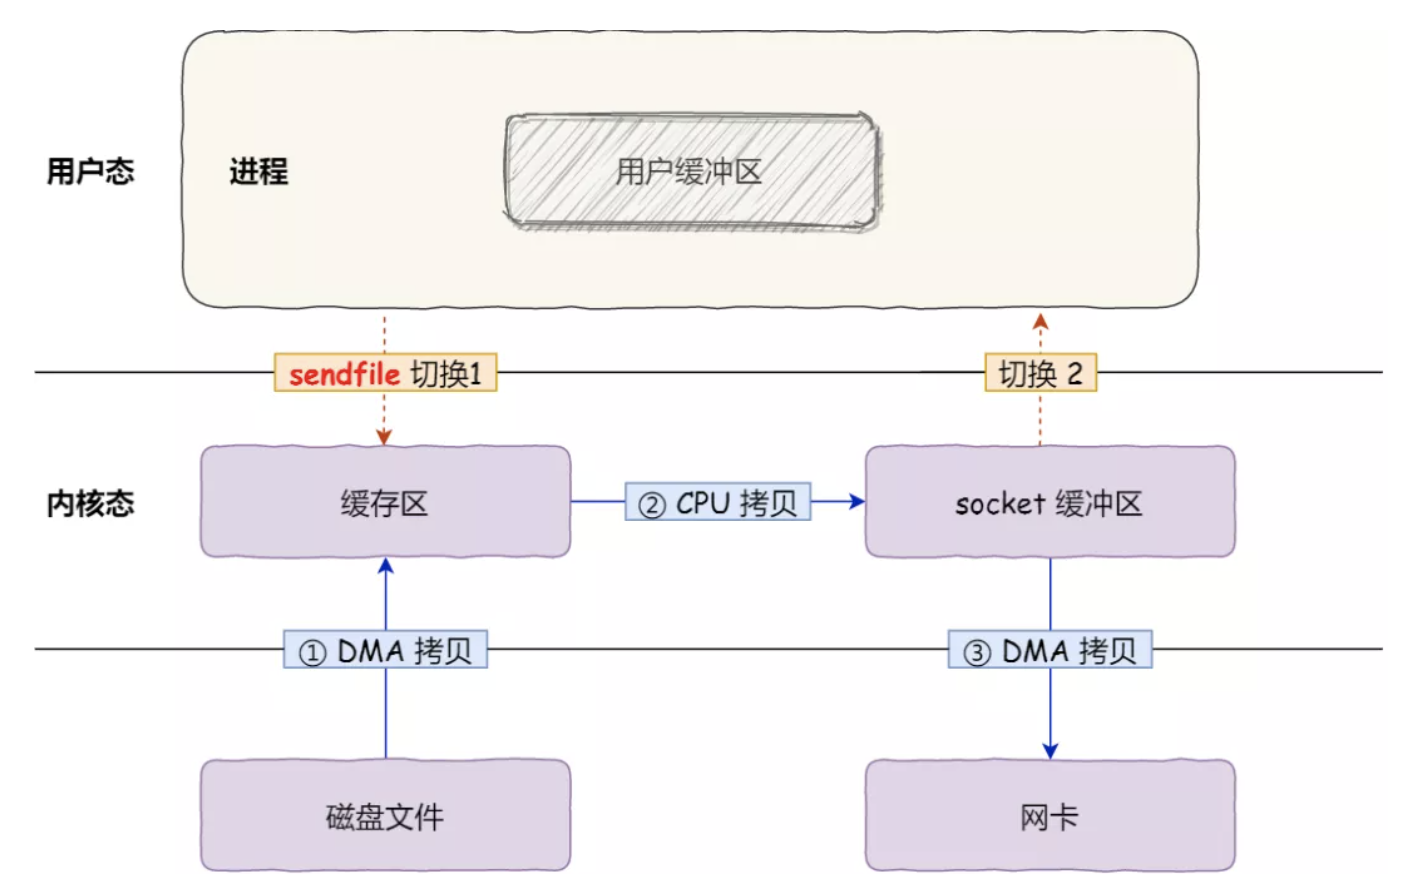 用户态
进程
用户缓冲区
sendfile 切换1
切换 2
内核态
缓存区
② CPU 拷贝
socket 缓冲区
① DMA 拷贝
③ DMA 拷贝
磁盘文件
网卡